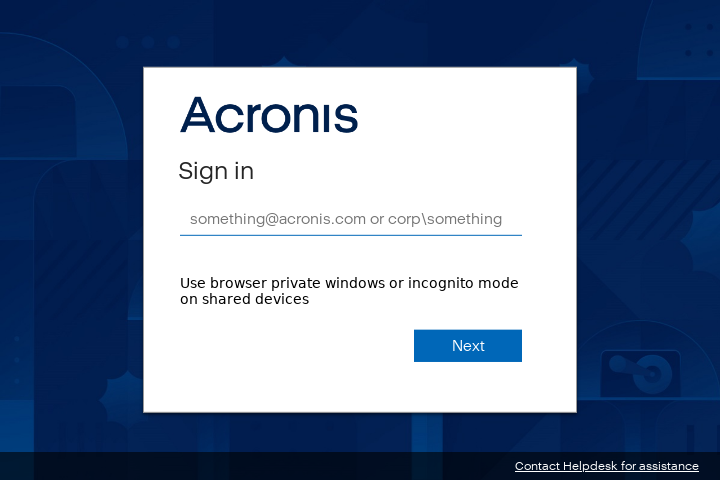 Acronis
Sign in
something@acronis.com or corp\something
Use browser private windows or incognito mode
on shared devices
Next
Contact Helpdesk for assistance